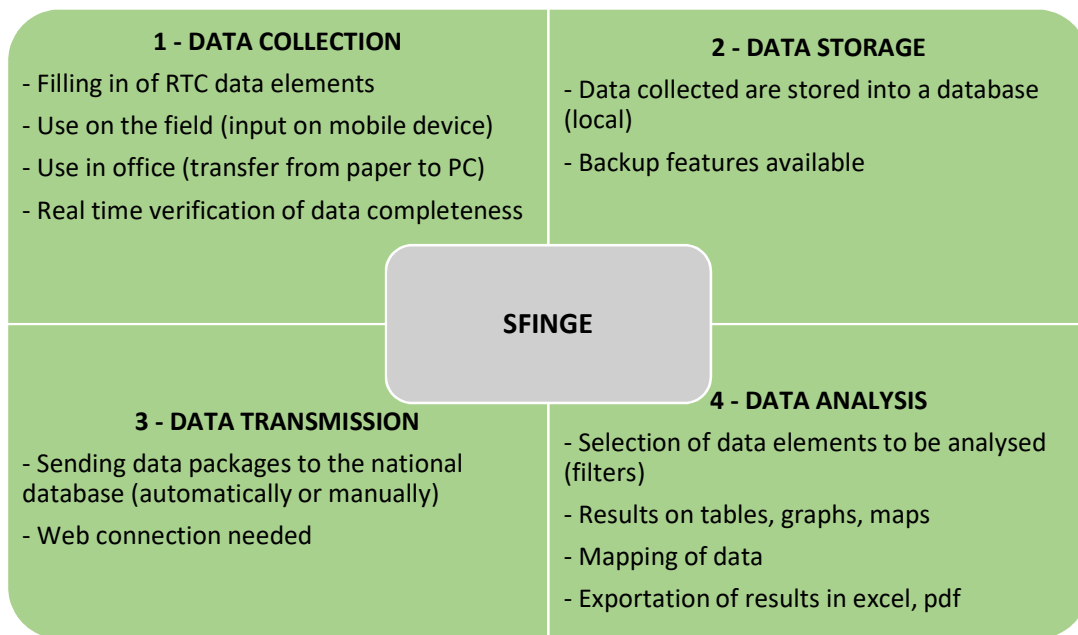 1 - DATA COLLECTION
- Filling in of RTC data elements
- Use on the field (input on mobile device)
- Use in office (transfer from paper to PC)
- Real time verification of data completeness
2 - DATA STORAGE
- Data collected are stored into a database
(local)
- Backup features available
SFINGE
3 - DATA TRANSMISSION
- Sending data packages to the national
database (automatically or manually)
- Web connection needed
4 - DATA ANALYSIS
- Selection of data elements to be analysed
(filters)
- Results on tables, graphs, maps
- Mapping of data
- Exportation of results in excel, pdf